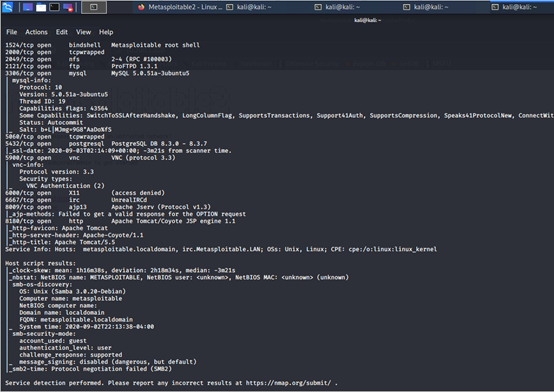 Metasploitable2 - Linux ...
kali@kali: ~
kali@kali: ~
kali@kali: ~
kali@kali: ~
kali@kali:~
File Actions Edit View Help
1524/tcp open bindshell Metasploitable root shell
2000/tcp open tcpwrapped
2049/tcp open nfs 2-4 (RPC #100003)
2121/tcp open ftp ProFTPD 1.3.1
3306/tcp open mysql MySQL 5.0.51a-3ubuntu5
| mysql-info:
| Protocol: 10
| Version: 5.0.51a-3ubuntu5
| Thread ID: 19
| Capabilities flags: 43564
| Some Capabilities: SwitchToSSLAfterHandshake, LongColumnFlag, SupportsTransactions, Support41Auth, SupportsCompression, Speaks41ProtocolNew, ConnectWit
| Status: Autocommit
|_ Salt:
5060/tcp open tcpwrapped
5432/tcp open postgresql PostgreSQL DB 8.3.0 - 8.3.7
|_ssl-date: 2020-09-03T02:14:09+00:00; -3m21s from scanner time.
5900/tcp open vnc VNC (protocol 3.3)
| vnc-info:
| Protocol version: 3.3
| Security types:
|_ VNC Authentication (2)
6000/tcp open X11 (access denied)
6667/tcp open irc UnrealIRCd
8009/tcp open ajp13 Apache Jserv (Protocol v1.3)
|_ajp-methods: Failed to get a valid response for the OPTION request
8180/tcp open http Apache Tomcat/Coyote JSP engine 1.1
|_http-favicon: Apache Tomcat
|_http-server-header: Apache-Coyote/1.1
|_http-title: Apache Tomcat/5.5
Service Info: Hosts: metasploitable.localdomain, irc.Metasploitable.LAN; OSs: Unix, Linux; CPE: cpe:/o:linux:linux_kernel
Host script results:
|_clock-skew: mean: 1h16m38s, deviation: 2h18m34s, median: -3m21s
|_nbstat: NetBIOS name: METASPLOITABLE, NetBIOS user: <unknown>, NetBIOS MAC: <unknown> (unknown)
| smb-os-discovery:
| OS: Unix (Samba 3.0.20-Debian)
| Computer name: metasploitable
| NetBIOS computer name:
| Domain name: localdomain
| FQDN: metasploitable.localdomain
|_ System time: 2020-09-02T22:13:38-04:00
| smb-security-mode:
| account_used: guest
| authentication_level: user
| challenge_response: supported
|_ message_signing: disabled (dangerous, but default)
|_smb2-time: Protocol negotiation failed (SMB2)
Service detection performed. Please report any incorrect results at https://nmap.org/submit/ .